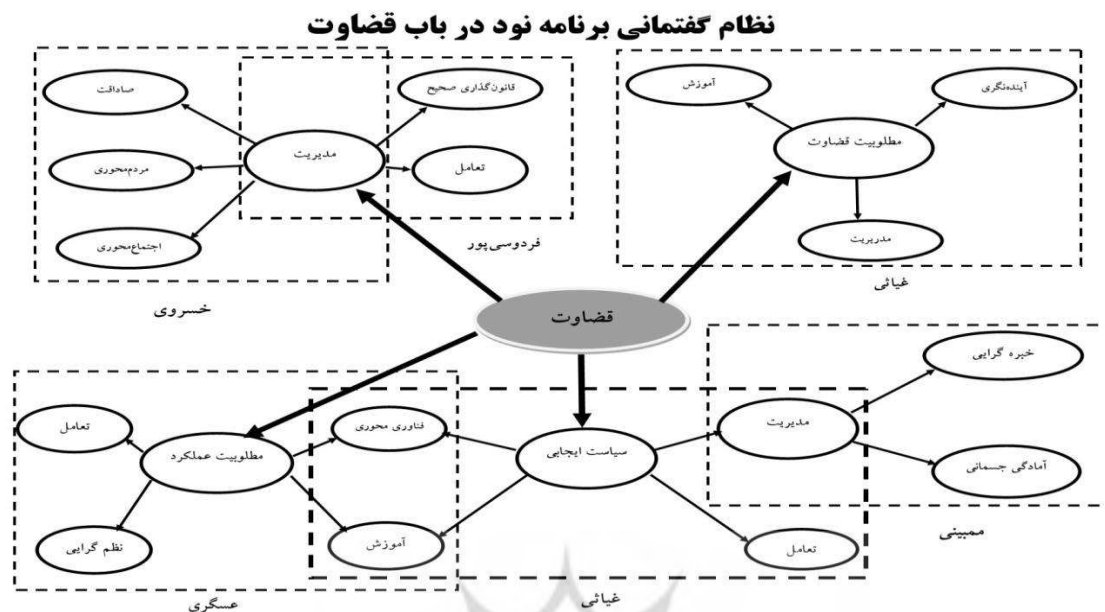 نظام گفتمانی برنامه نود در باب قضاوت
آینده‌نگری
آموزش
مطلوبیت قضاوت
مدریریت
غیاثی
قانون‌گذاری صحیح
صاداقت
مدیریت
تعامل
مردم‌محوری
اجتماع‌محوری
فردوسی‌پور
خسروی
قضاوت
خبره گرایی
مدیریت
آمادگی جسمانی
ممبینی
فناوری محوری
سیاست ایجابی
آموزش
تعامل
غیاثی
تعامل
مطلوبیت عملکرد
نظم گرایی
عسگری